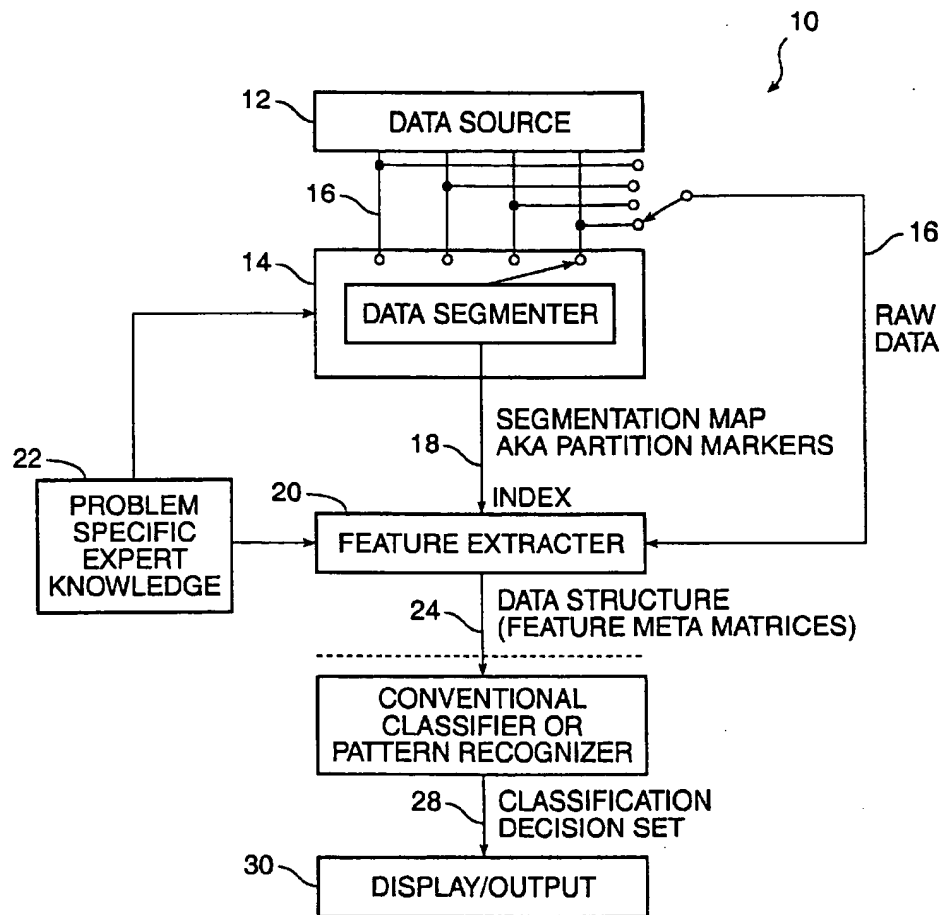 10
12
DATA SOURCE
16
16
14
DATA SEGMENTER
RAW
DATA
SEGMENTATION MAP
AKA PARTITION MARKERS
18
22
20
INDEX
PROBLEM
SPECIFIC
EXPERT
KNOWLEDGE
FEATURE EXTRACTER
24
DATA STRUCTURE
(FEATURE META MATRICES)
CONVENTIONAL
CLASSIFIER OR
PATTERN RECOGNIZER
28
CLASSIFICATION
DECISION SET
30
DISPLAY/OUTPUT